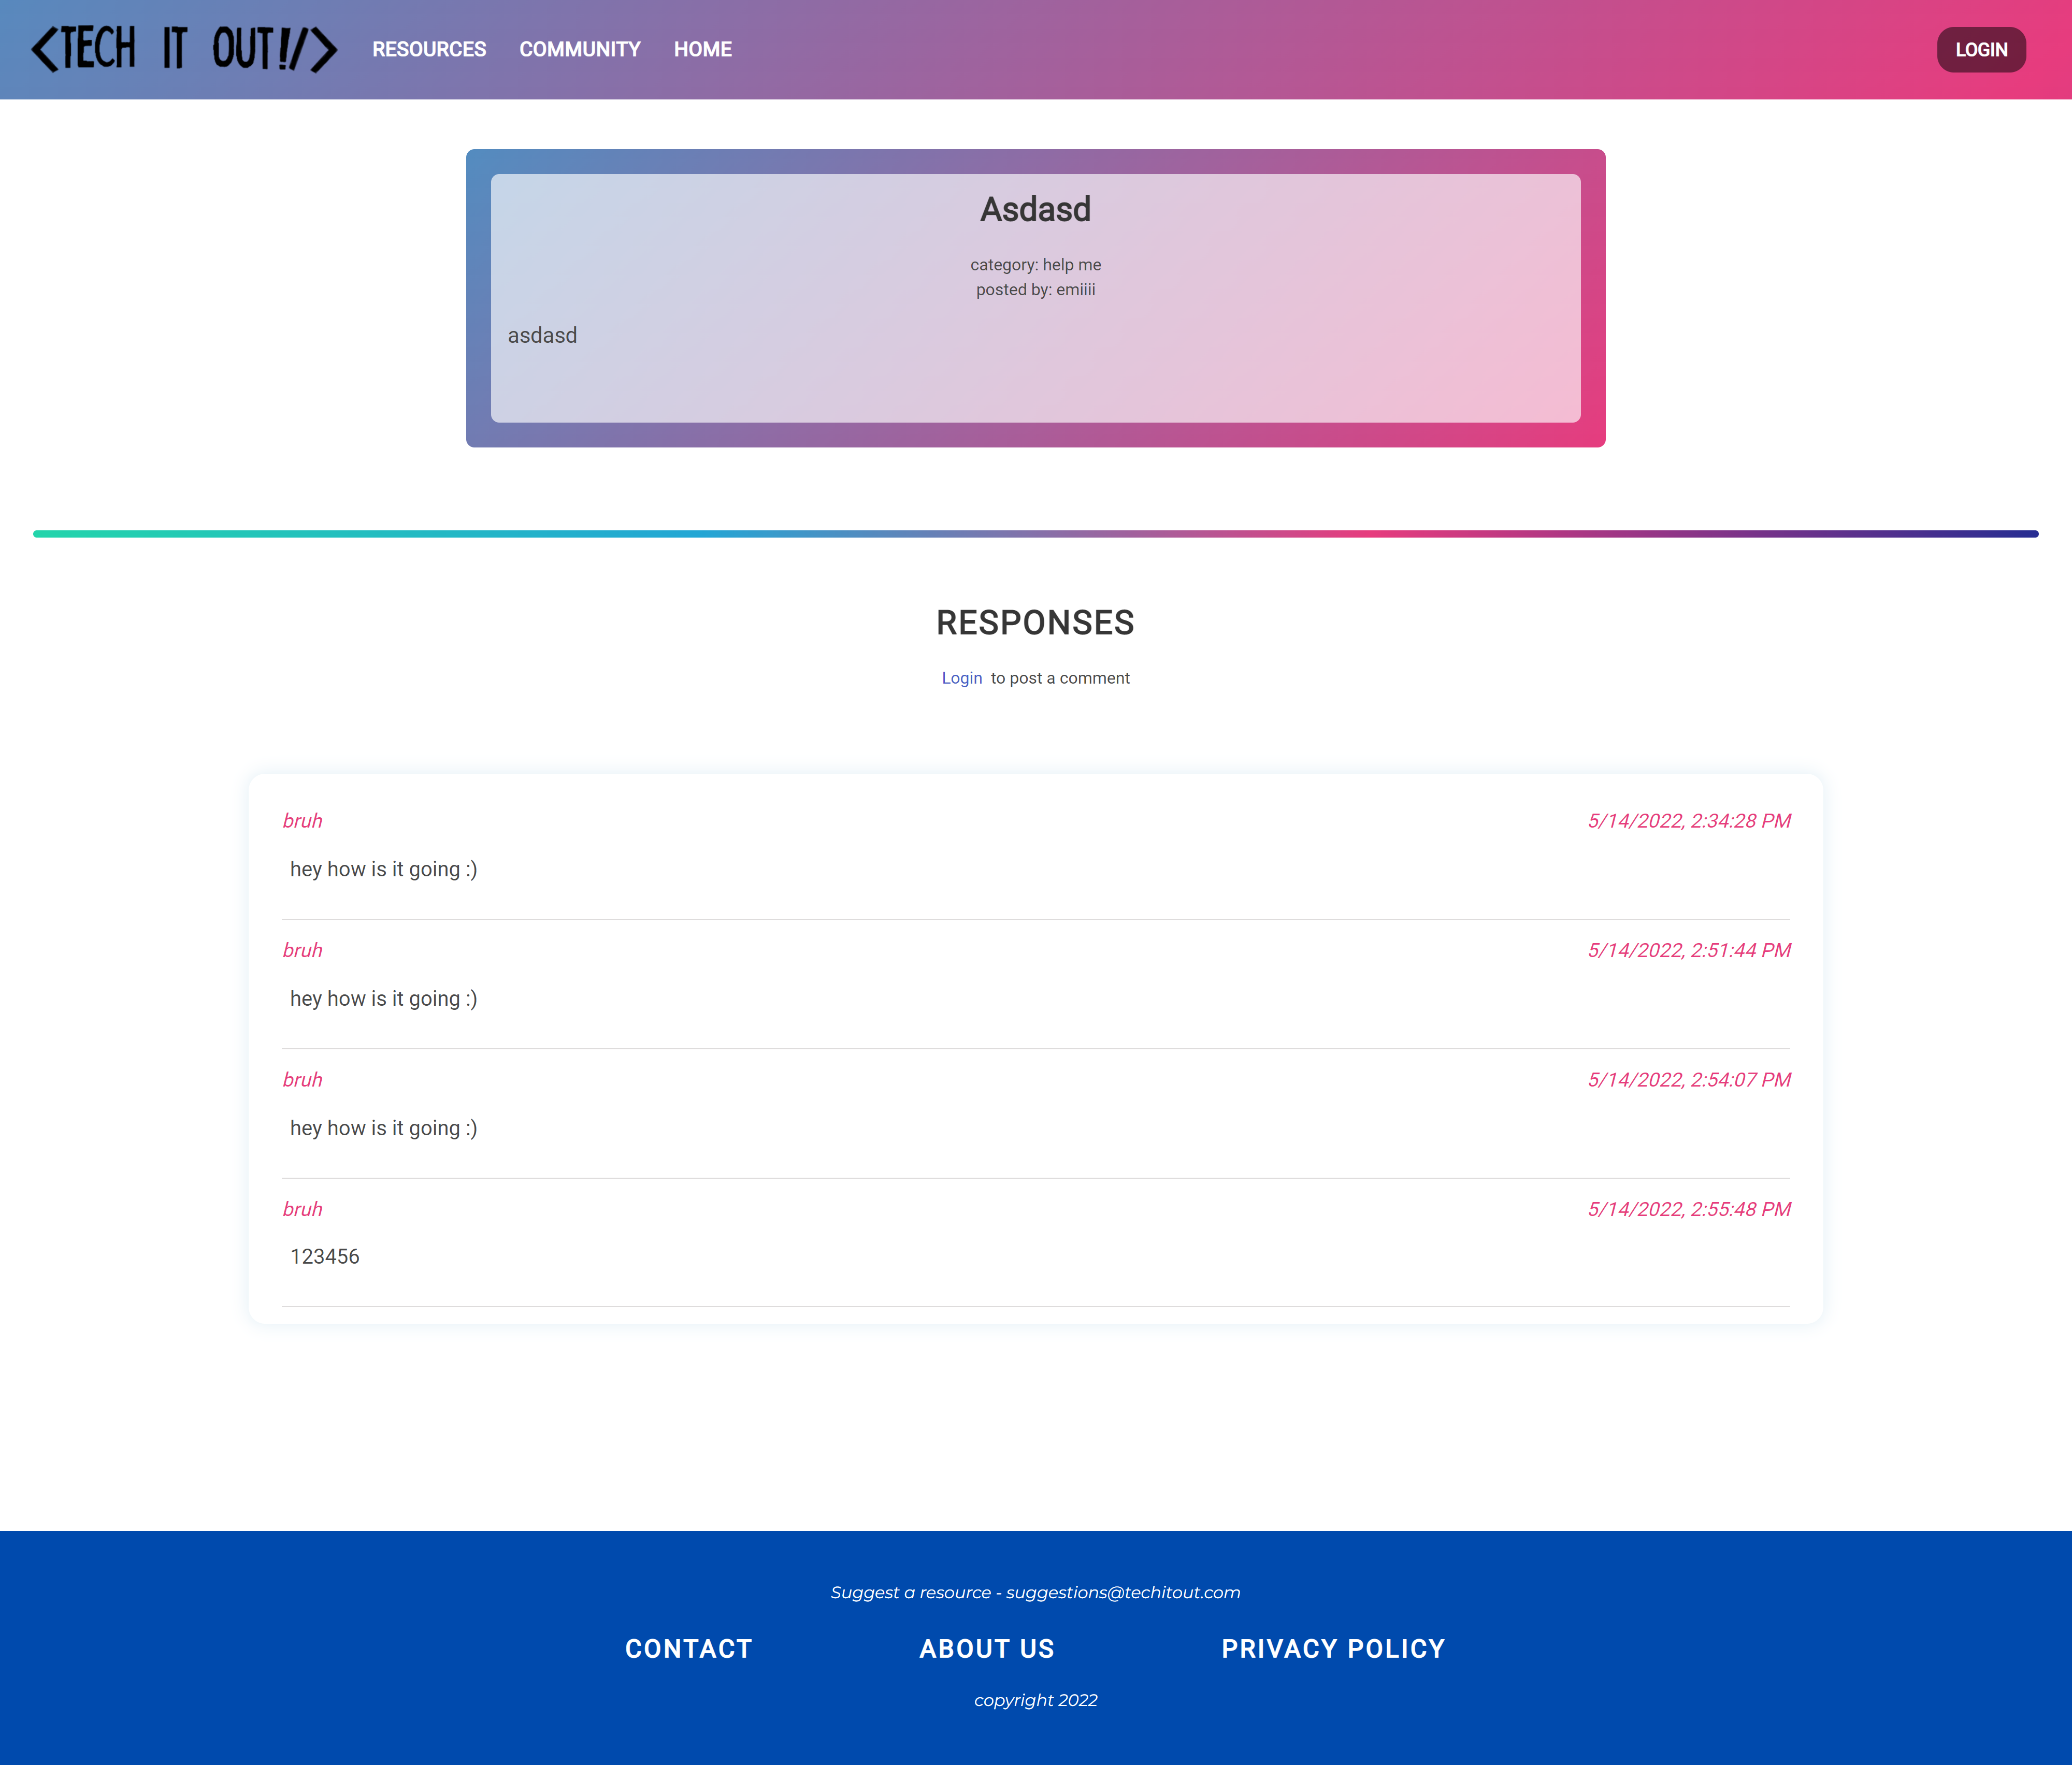 <TECH IT OUT!/>
RESOURCES COMMUNITY HOME
LOGIN
Asdasd
category: help me
posted by: emiiii
asdasd
RESPONSES
Login to post a comment
bruh 5/14/2022, 2:34:28 PM
hey how is it going :)
bruh 5/14/2022, 2:51:44 PM
hey how is it going :)
bruh 5/14/2022, 2:54:07 PM
hey how is it going :)
bruh 5/14/2022, 2:55:48 PM
123456
Suggest a resource - suggestions@techitout.com
CONTACT ABOUT US PRIVACY POLICY
copyright 2022